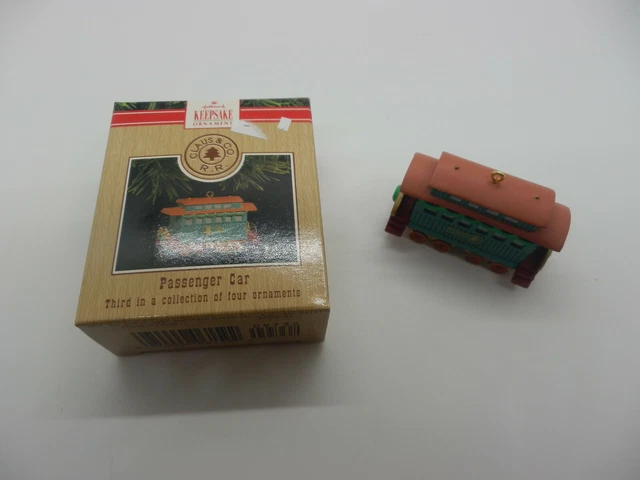 Hallmark
KEEPSAKE
ORNAMENT
CLAUS & CO.
R.R.
Passenger Car
Third in a collection of four ornaments